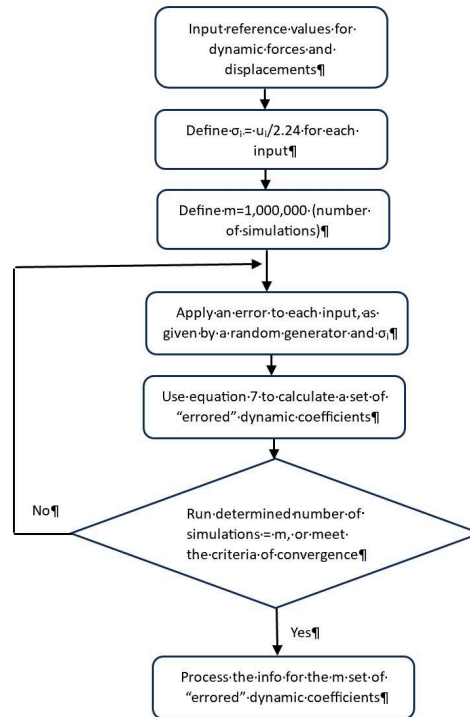 Input·reference·values·for·
dynamic·forces·and·
displacements¶
Define·σᵢ=·uᵢ/2.24·for·each·
input¶
Define·m=1,000,000·(number·
of·simulations)¶
Apply·an·error·to·each·input,·as·
given·by·a·random·generator·and·σᵢ¶
Use·equation·7·to·calculate·a·set·of·
“errored”·dynamic·coefficients¶
No¶
Run·determined·number·of·
simulations·=·m,·or·meet·
the·criteria·of·convergence¶
Yes¶
Process·the·info·for·the·m·set·of·
“errored”·dynamic·coefficients¶